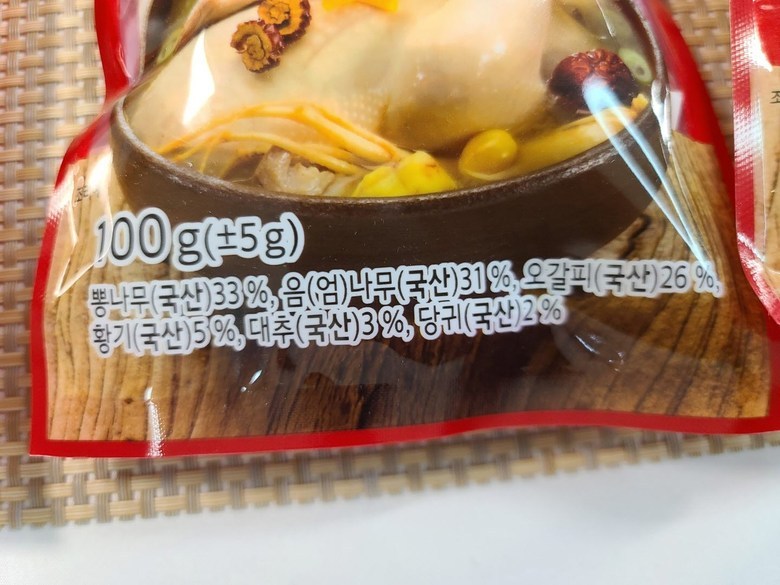 100g(±5g)
뽕나무(국산)33%, 음(엄)나무(국산)31%, 오갈피(국산)26%,
황기(국산)5%, 대추(국산)3%, 당귀(국산)2%